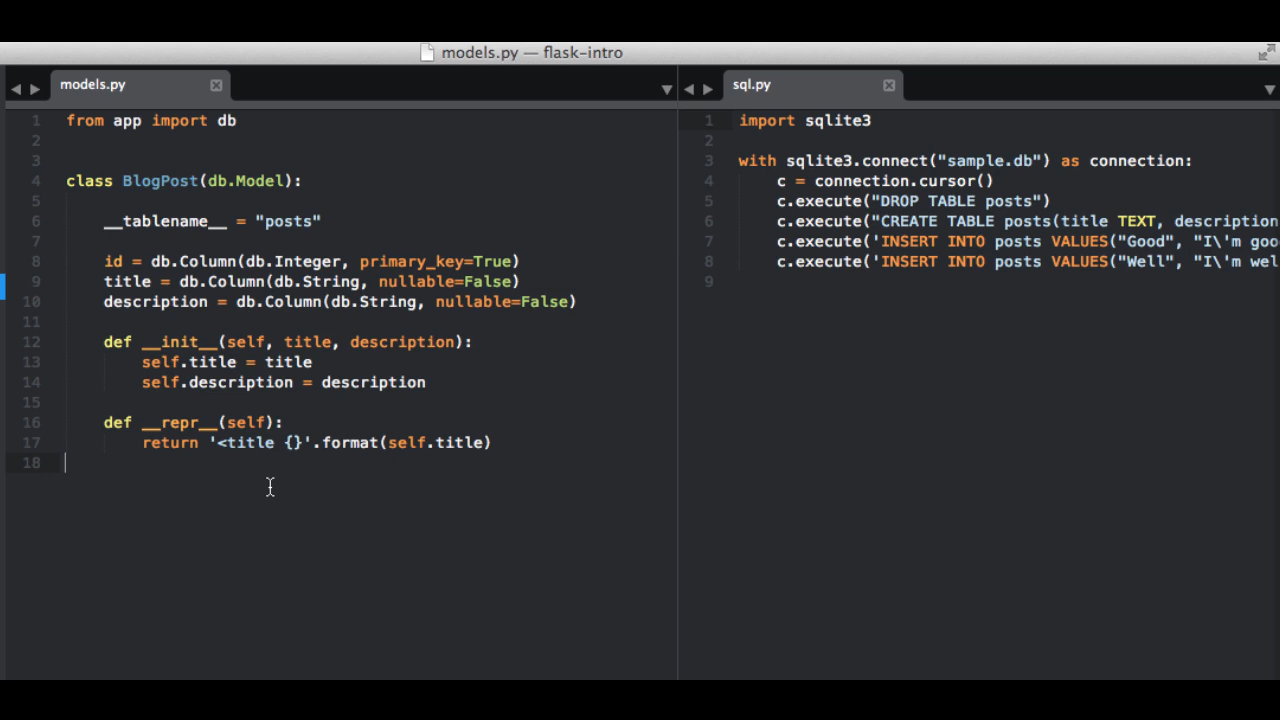 models.py — flask-intro
models.py
sql.py
1 from app import db
2
3
4 class BlogPost(db.Model):
5
6 __tablename__ = "posts"
7
8 id = db.Column(db.Integer, primary_key=True)
9 title = db.Column(db.String, nullable=False)
10 description = db.Column(db.String, nullable=False)
11
12 def __init__(self, title, description):
13 self.title = title
14 self.description = description
15
16 def __repr__(self):
17 return '<title {}'.format(self.title)
18
1 import sqlite3
2
3 with sqlite3.connect("sample.db") as connection:
4 c = connection.cursor()
5 c.execute("DROP TABLE posts")
6 c.execute("CREATE TABLE posts(title TEXT, description
7 c.execute('INSERT INTO posts VALUES("Good", "I\'m goo
8 c.execute('INSERT INTO posts VALUES("Well", "I\'m wel
9